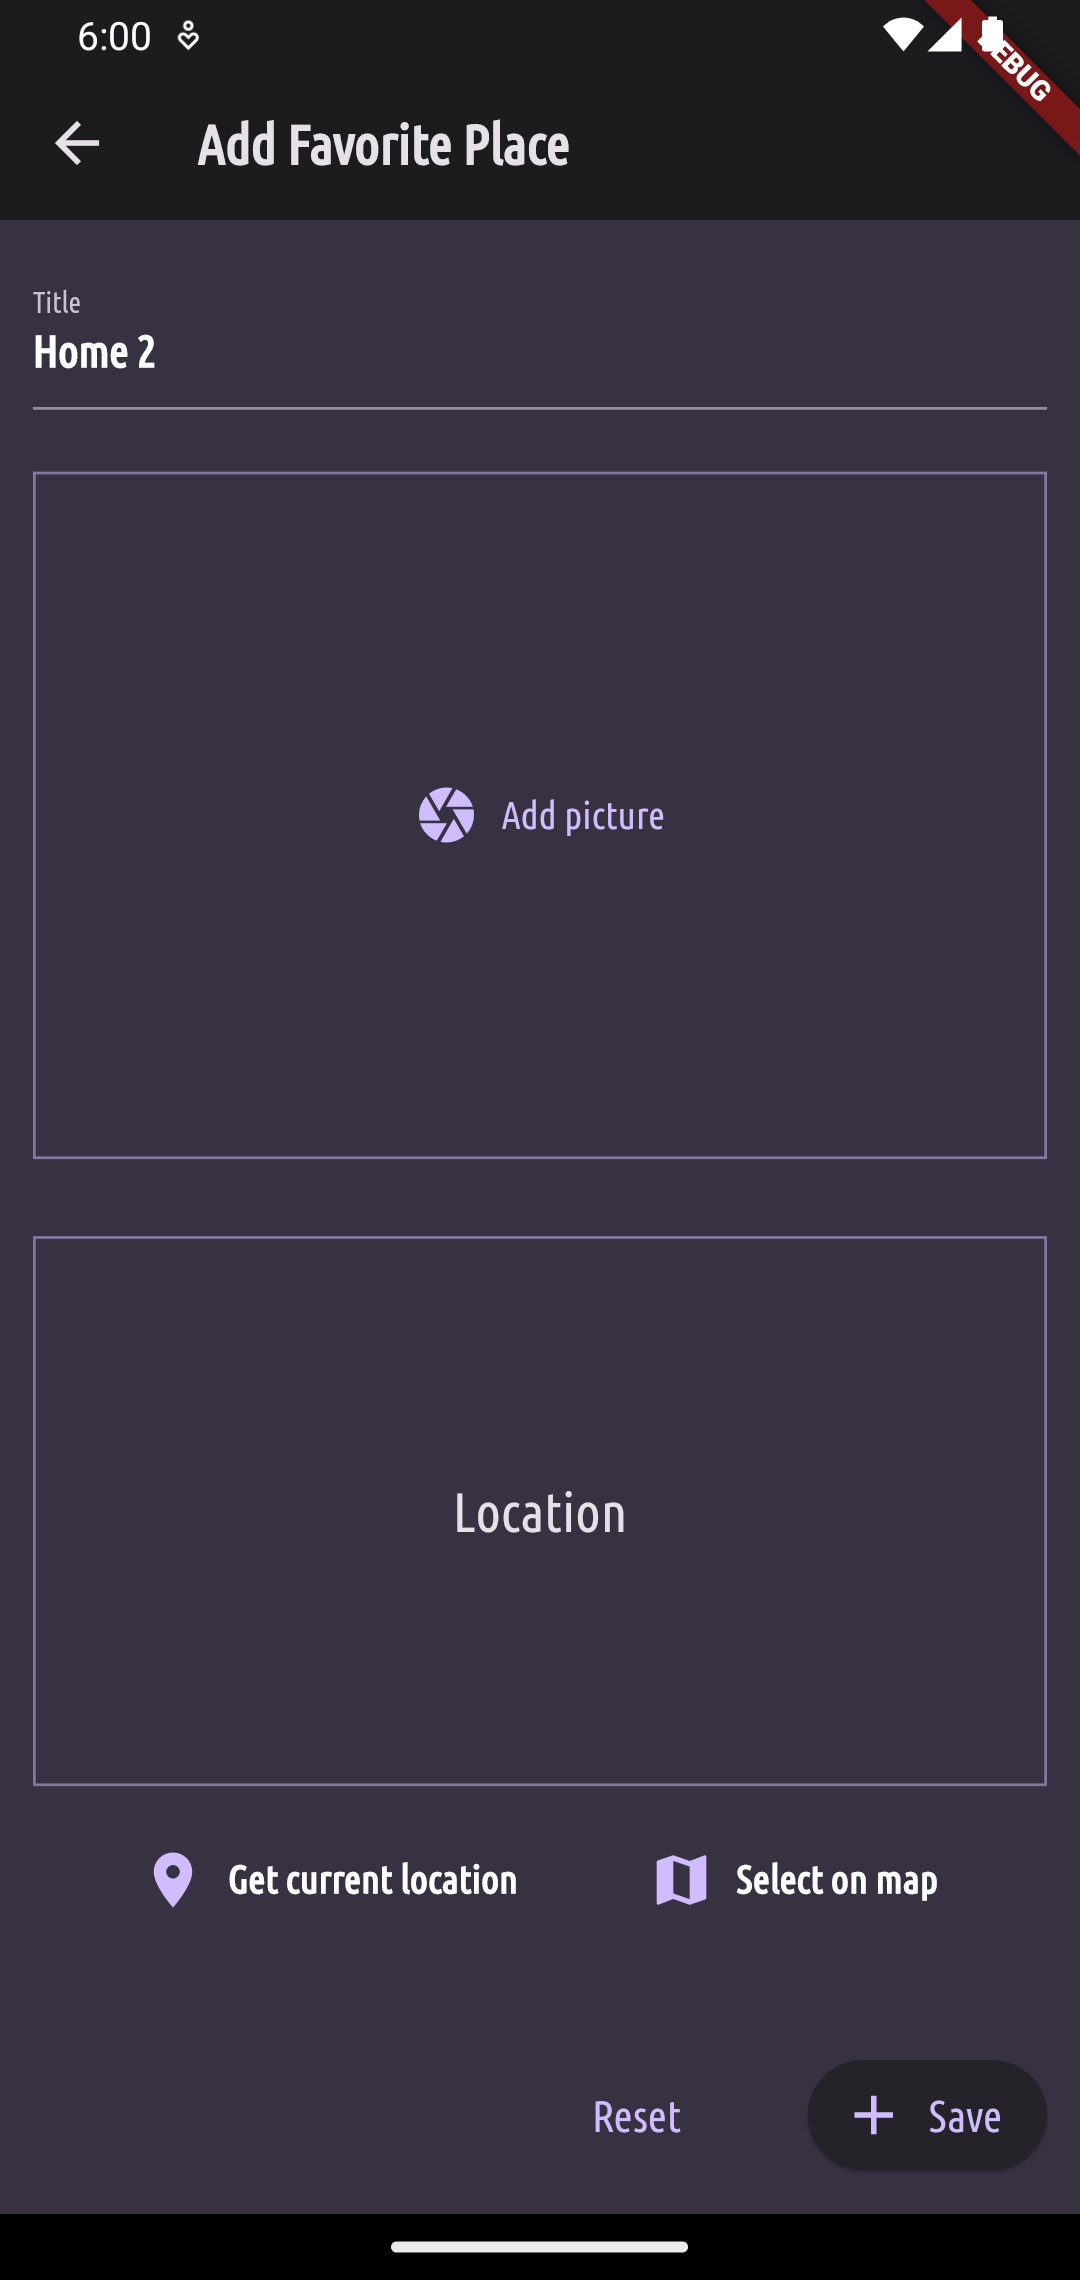 6:00
Add Favorite Place
Title
Home 2
Add picture
Location
Get current location
Select on map
Reset
Save